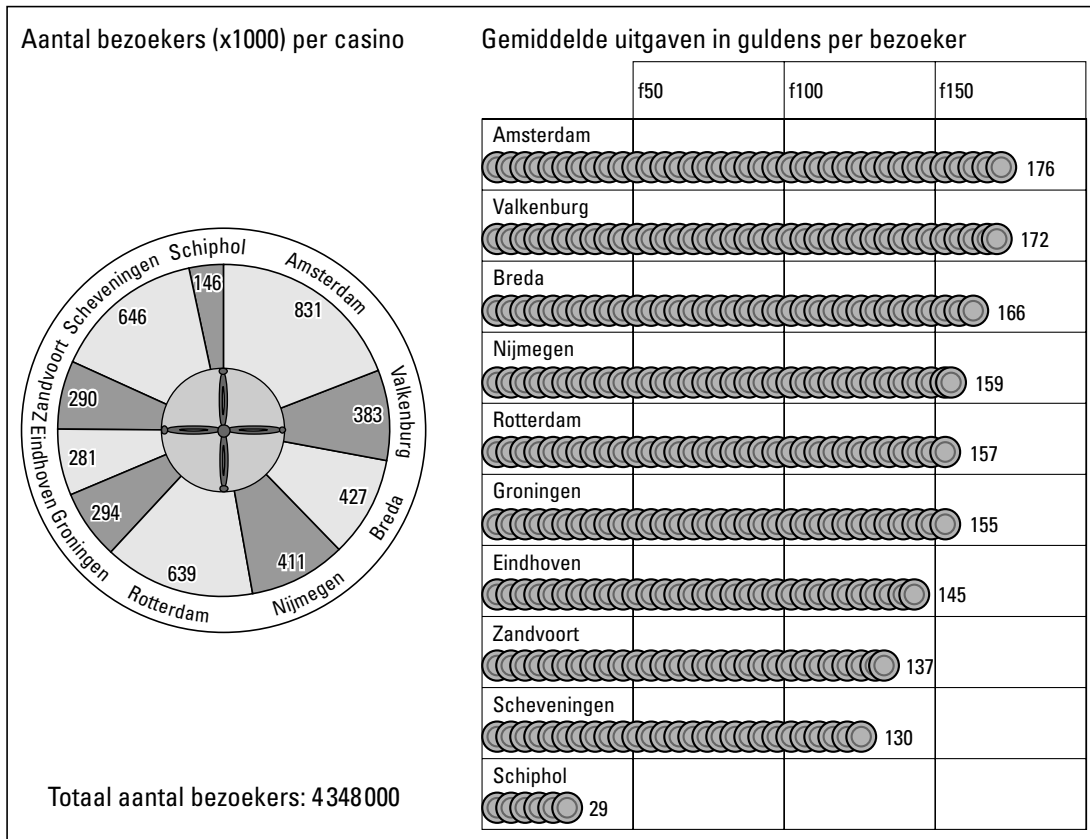 Aantal bezoekers (x1000) per casino
Schiphol
146
Amsterdam
831
Valkenburg
383
Breda
427
Nijmegen
411
Rotterdam
639
Groningen
294
Eindhoven
281
Zandvoort
290
Scheveningen
646
Totaal aantal bezoekers: 4348000
Gemiddelde uitgaven in guldens per bezoeker
f50 f100 f150
Amsterdam
176
Valkenburg
172
Breda
166
Nijmegen
159
Rotterdam
157
Groningen
155
Eindhoven
145
Zandvoort
137
Scheveningen
130
Schiphol
29